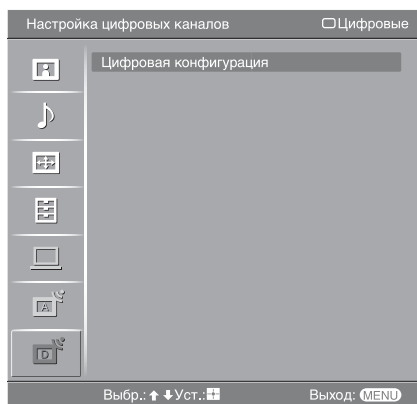 Настройка цифровых каналов Цифровые
Цифровая конфигурация
A
D
Выбр.: Уст.: Выход: MENU